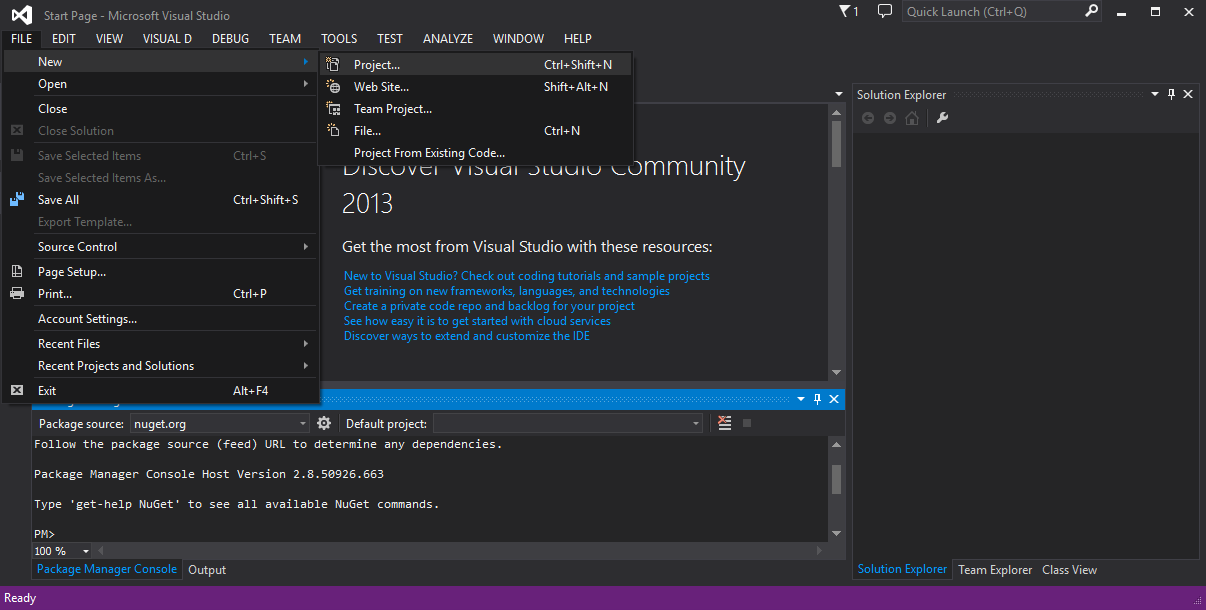 Start Page - Microsoft Visual Studio
1
Quick Launch (Ctrl+Q)
FILE EDIT VIEW VISUAL D DEBUG TEAM TOOLS TEST ANALYZE WINDOW HELP
New
Open
Close
Close Solution
Save Selected Items Ctrl+S
Save Selected Items As...
Save All Ctrl+Shift+S
Export Template...
Source Control
Page Setup...
Print... Ctrl+P
Account Settings...
Recent Files
Recent Projects and Solutions
Exit Alt+F4
Project... Ctrl+Shift+N
Web Site... Shift+Alt+N
Team Project...
File... Ctrl+N
Project From Existing Code...
Discover Visual Studio Community
2013
Get the most from Visual Studio with these resources:
New to Visual Studio? Check out coding tutorials and sample projects
Get training on new frameworks, languages, and technologies
Create a private code repo and backlog for your project
See how easy it is to get started with cloud services
Discover ways to extend and customize the IDE
Solution Explorer
Package source: nuget.org Default project:
Follow the package source (feed) URL to determine any dependencies.
Package Manager Console Host Version 2.8.50926.663
Type 'get-help NuGet' to see all available NuGet commands.
PM>
100 %
Package Manager Console Output
Solution Explorer Team Explorer Class View
Ready